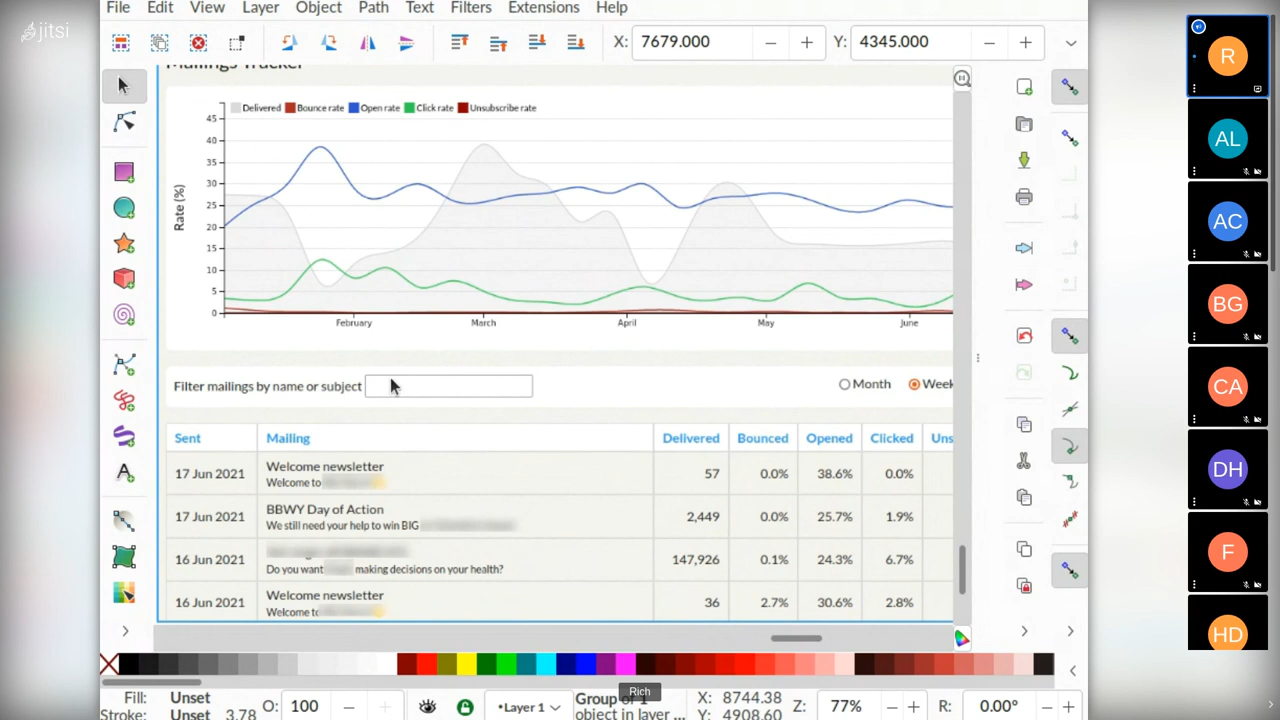 jitsi
File Edit View Layer Object Path Text Filters Extensions Help
X: 7679.000 Y: 4345.000
Mailings Tracker
Delivered Bounce rate Open rate Click rate Unsubscribe rate
Rate (%)
45
40
35
30
25
20
15
10
5
0
February March April May June
Filter mailings by name or subject Month Week
Sent Mailing Delivered Bounced Opened Clicked Uns
17 Jun 2021 Welcome newsletter 57 0.0% 38.6% 0.0%
Welcome to
17 Jun 2021 BBWY Day of Action 2,449 0.0% 25.7% 1.9%
We still need your help to win BIG
16 Jun 2021 147,926 0.1% 24.3% 6.7%
Do you want making decisions on your health?
16 Jun 2021 Welcome newsletter 36 2.7% 30.6% 2.8%
Welcome to
Fill: Unset
Stroke: Unset 3.78
O: 100
•Layer 1
Group of 1
object in layer ...
Rich
X: 8744.38
Y: 4908.60
Z: 77% R: 0.00°
R
AL
AC
BG
CA
DH
F
HD